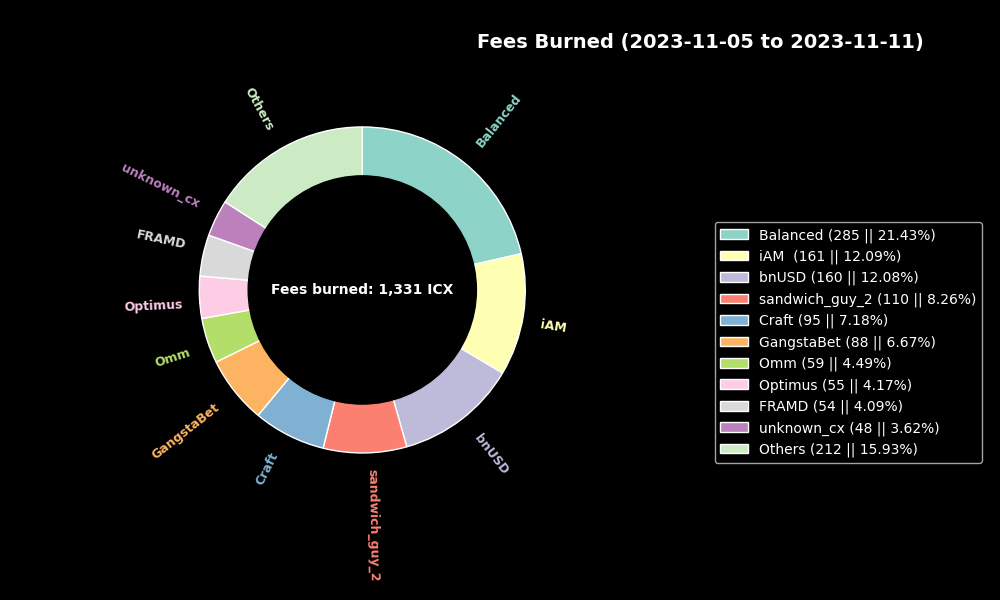 Fees Burned (2023-11-05 to 2023-11-11)
Others
Balanced
unknown_cx
FRAMD
Optimus
Fees burned: 1,331 ICX
iAM
Omm
GangstaBet
Craft
sandwich_guy_2
bnUSD
Balanced (285 || 21.43%)
iAM  (161 || 12.09%)
bnUSD (160 || 12.08%)
sandwich_guy_2 (110 || 8.26%)
Craft (95 || 7.18%)
GangstaBet (88 || 6.67%)
Omm (59 || 4.49%)
Optimus (55 || 4.17%)
FRAMD (54 || 4.09%)
unknown_cx (48 || 3.62%)
Others (212 || 15.93%)